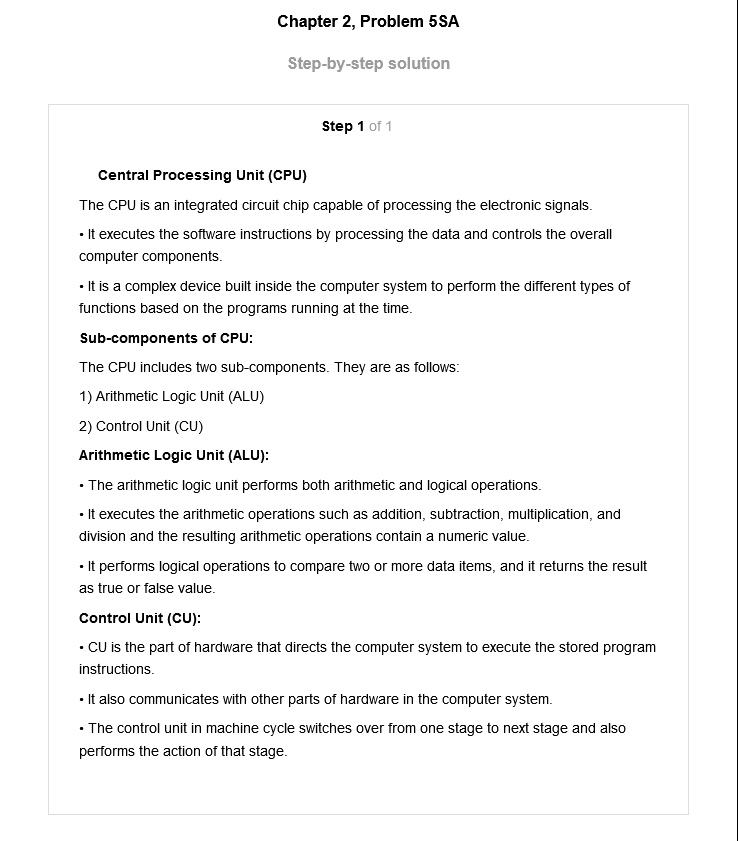 Chapter 2, Problem 5SA
Step-by-step solution
Step 1 of 1
Central Processing Unit (CPU)
The CPU is an integrated circuit chip capable of processing the electronic signals.
• It executes the software instructions by processing the data and controls the overall
computer components.
• It is a complex device built inside the computer system to perform the different types of
functions based on the programs running at the time.
Sub-components of CPU:
The CPU includes two sub-components. They are as follows:
1) Arithmetic Logic Unit (ALU)
2) Control Unit (CU)
Arithmetic Logic Unit (ALU):
• The arithmetic logic unit performs both arithmetic and logical operations.
• It executes the arithmetic operations such as addition, subtraction, multiplication, and
division and the resulting arithmetic operations contain a numeric value.
• It performs logical operations to compare two or more data items, and it returns the result
as true or false value.
Control Unit (CU):
• CU is the part of hardware that directs the computer system to execute the stored program
instructions.
• It also communicates with other parts of hardware in the computer system.
• The control unit in machine cycle switches over from one stage to next stage and also
performs the action of that stage.